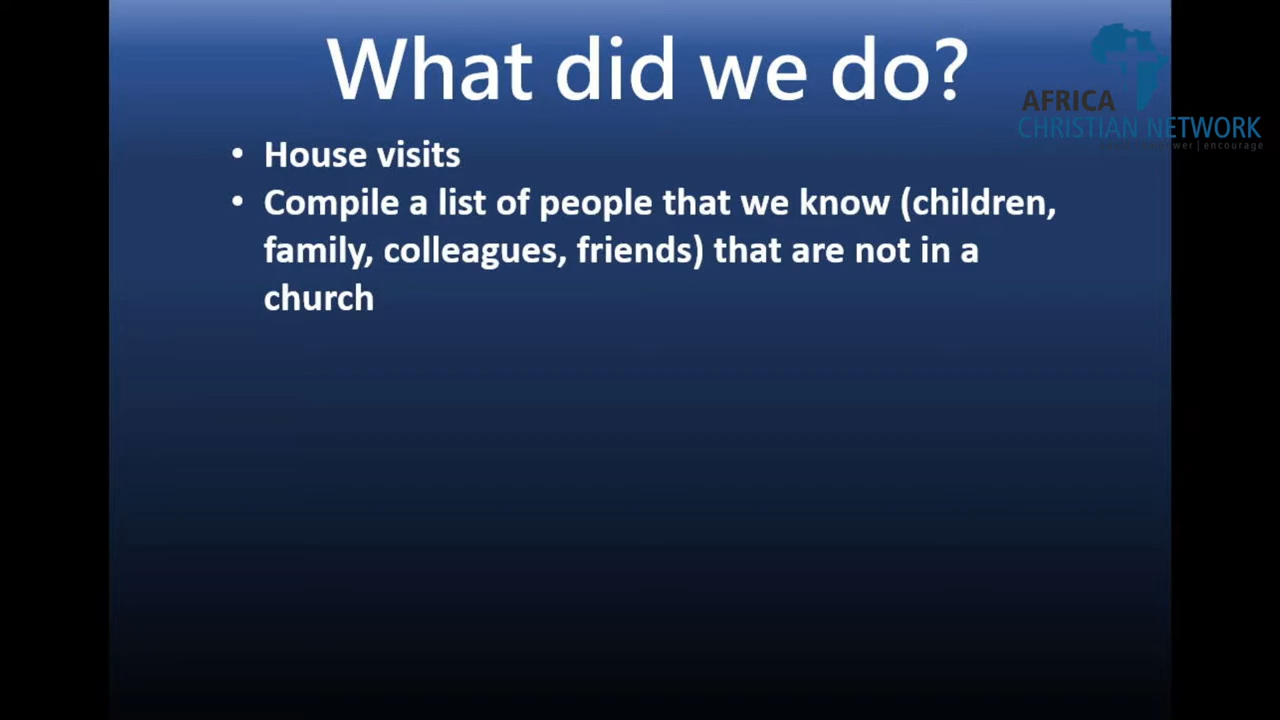 What did we do?
AFRICA
CHRISTIAN NETWORK
| encourage
• House visits
• Compile a list of people that we know (children,
family, colleagues, friends) that are not in a
church